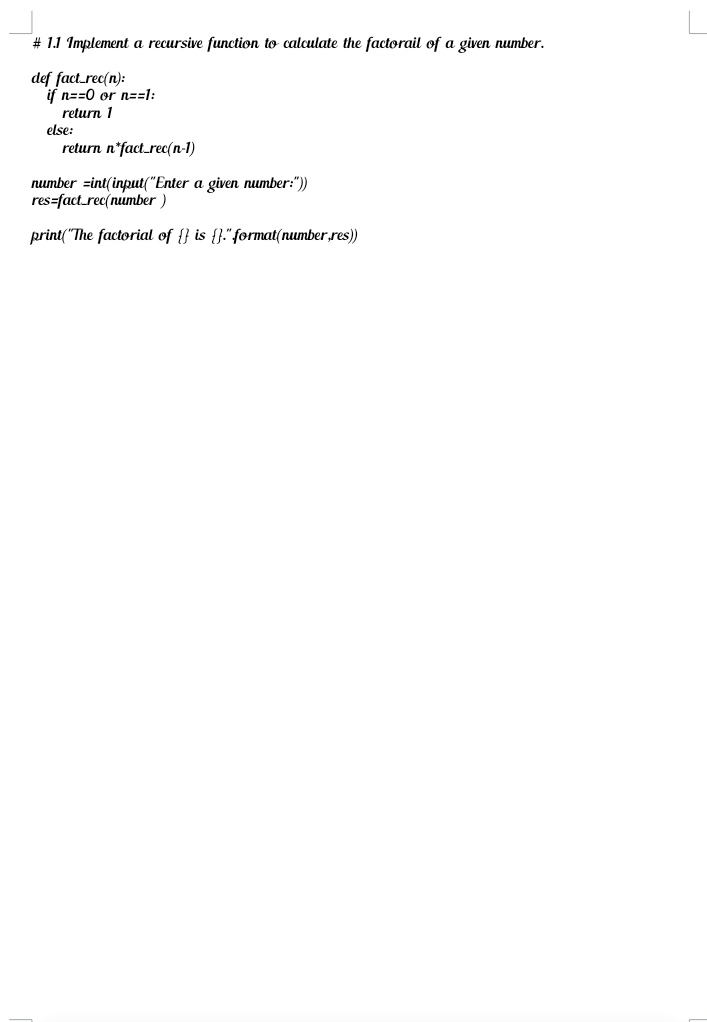 # 1.1 Implement a recursive function to calculate the factorail of a given number.
def fact_rec(n):
if n==0 or n==1:
return 1
else:
return n*fact_rec(n-1)
number =int(input("Enter a given number:"))
res=fact_rec(number )
print("The factorial of {} is {}.".format(number,res))